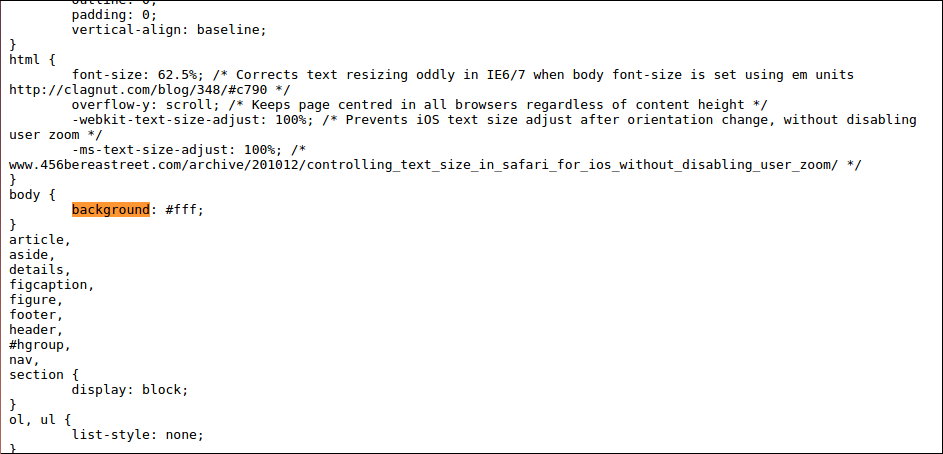 outline: 0;
padding: 0;
vertical-align: baseline;
}
html {
font-size: 62.5%; /* Corrects text resizing oddly in IE6/7 when body font-size is set using em units
http://clagnut.com/blog/348/#c790 */
overflow-y: scroll; /* Keeps page centred in all browsers regardless of content height */
-webkit-text-size-adjust: 100%; /* Prevents iOS text size adjust after orientation change, without disabling
user zoom */
-ms-text-size-adjust: 100%; /*
www.456bereastreet.com/archive/201012/controlling_text_size_in_safari_for_ios_without_disabling_user_zoom/ */
}
body {
background: #fff;
}
article,
aside,
details,
figcaption,
figure,
footer,
header,
#hgroup,
nav,
section {
display: block;
}
ol, ul {
list-style: none;
}